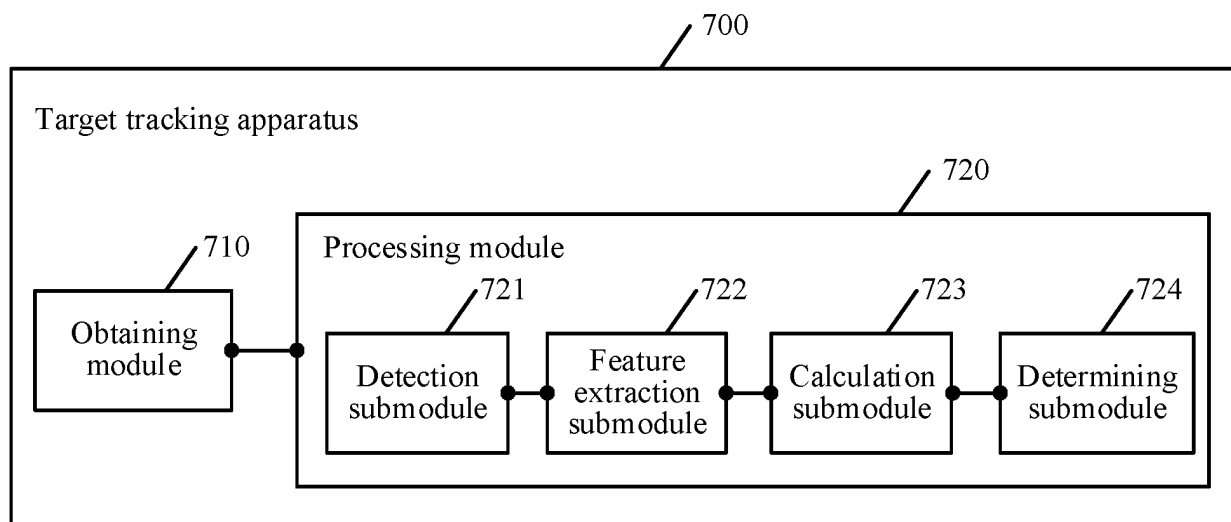 700
Target tracking apparatus
720
Processing module
710
Obtaining
module
721
Detection
submodule
722
Feature
extraction
submodule
723
Calculation
submodule
724
Determining
submodule